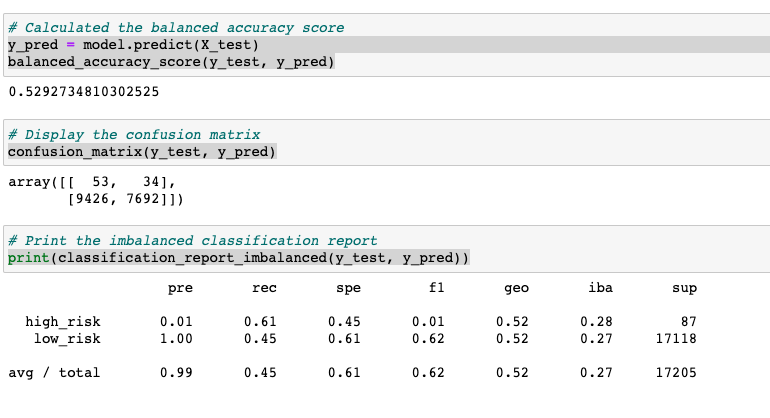 # Calculated the balanced accuracy score
y_pred = model.predict(X_test)
balanced_accuracy_score(y_test, y_pred)
0.5292734810302525
# Display the confusion matrix
confusion_matrix(y_test, y_pred)
array([[  53,   34],
       [9426, 7692]])
# Print the imbalanced classification report
print(classification_report_imbalanced(y_test, y_pred))
                   pre       rec       spe        f1       geo       iba       sup
  high_risk       0.01      0.61      0.45      0.01      0.52      0.28        87
   low_risk       1.00      0.45      0.61      0.62      0.52      0.27     17118
avg / total       0.99      0.45      0.61      0.62      0.52      0.27     17205